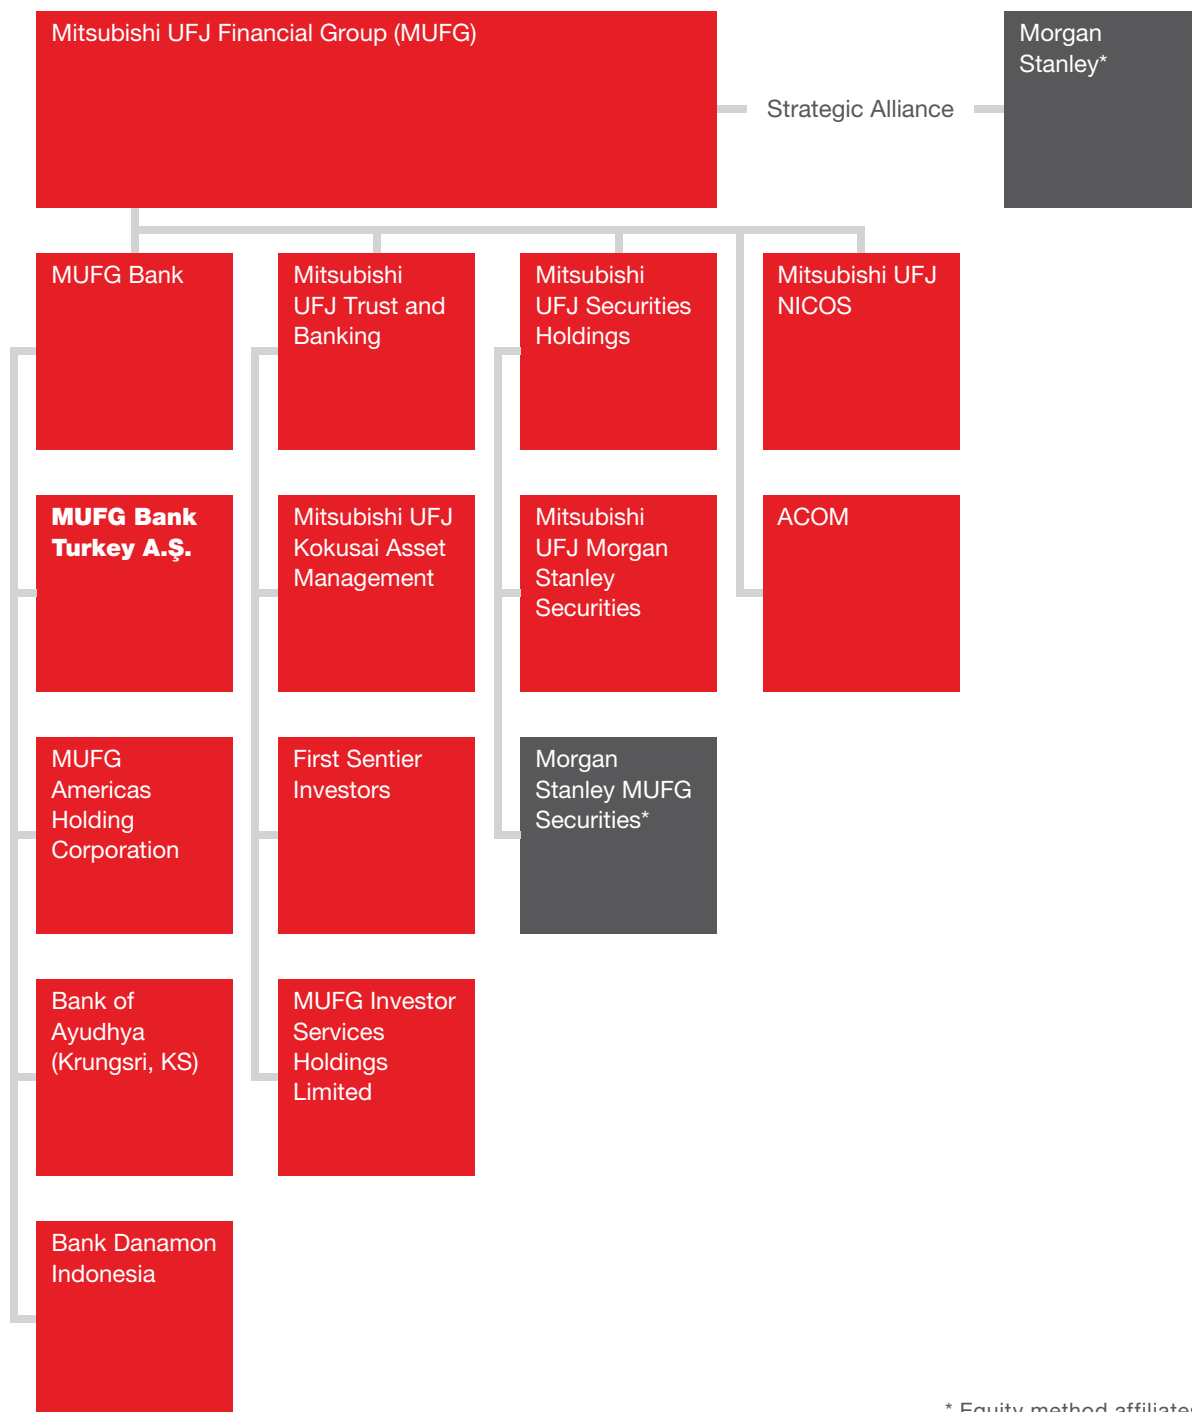 Mitsubishi UFJ Financial Group (MUFG)
Strategic Alliance
Morgan
Stanley*
MUFG Bank
Mitsubishi
UFJ Trust and
Banking
Mitsubishi
UFJ Securities
Holdings
Mitsubishi UFJ
NICOS
MUFG Bank
Turkey A.Ş.
Mitsubishi UFJ
Kokusai Asset
Management
Mitsubishi
UFJ Morgan
Stanley
Securities
ACOM
MUFG
Americas
Holding
Corporation
First Sentier
Investors
Morgan
Stanley MUFG
Securities*
Bank of
Ayudhya
(Krungsri, KS)
MUFG Investor
Services
Holdings
Limited
Bank Danamon
Indonesia
* Equity method affiliates